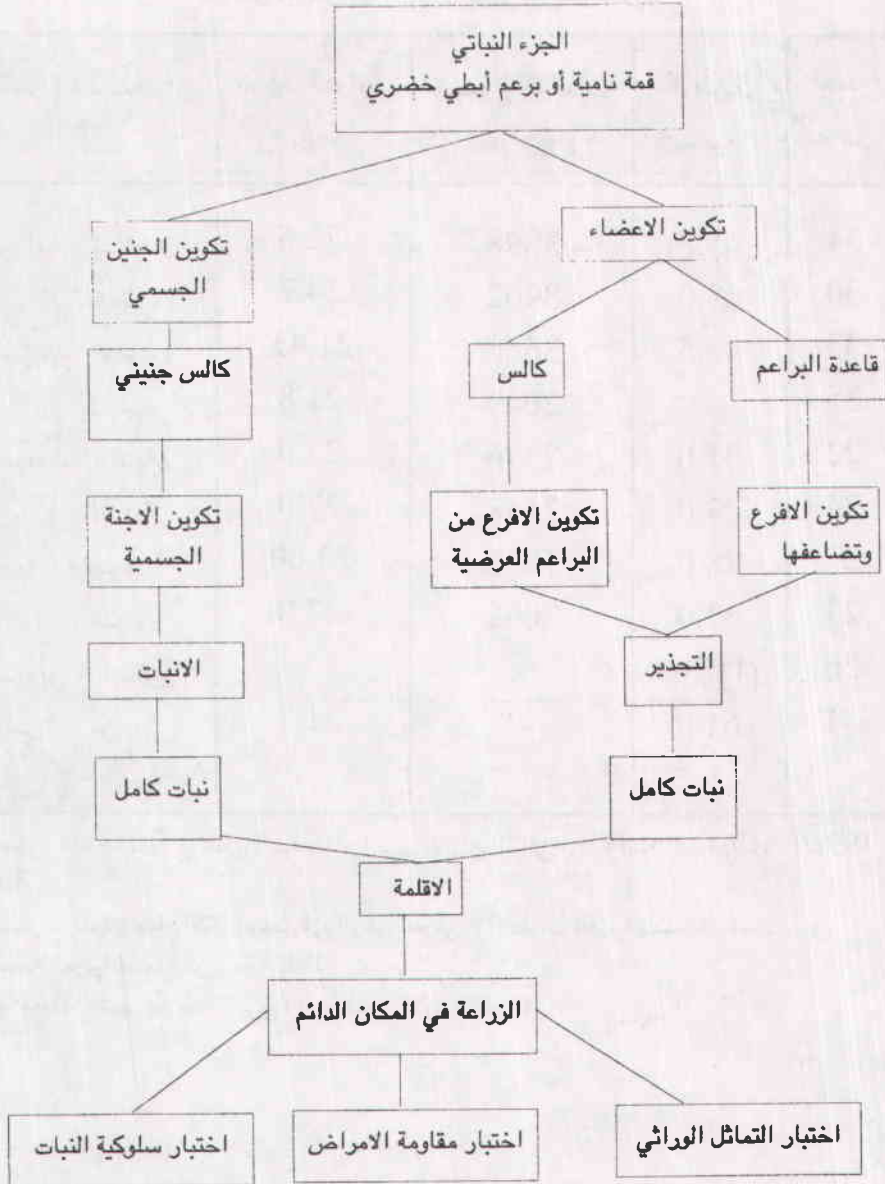 الجزء النباتي
قمة نامية أو برعم أبطي خضري
تكوين الاعضاء
تكوين الجنين
الجسمي
قاعدة البراعم
كالس
كالس جنيني
تكوين الافرع
وتضاعفها
تكوين الافرع من
البراعم العرضية
تكوين الاجنة
الجسمية
التجذير
الانبات
نبات كامل
نبات كامل
الاقلمة
الزراعة في المكان الدائم
اختبار التماثل الوراثي
اختبار مقاومة الامراض
اختبار سلوكية النبات